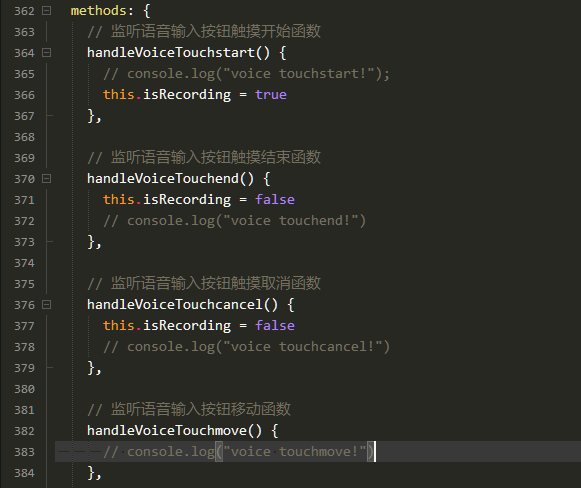 362 methods: {
363 // 监听语音输入按钮触摸开始函数
364 handleVoiceTouchstart() {
365 // console.log("voice touchstart!");
366 this.isRecording = true
367 },
368
369 // 监听语音输入按钮触摸结束函数
370 handleVoiceTouchend() {
371 this.isRecording = false
372 // console.log("voice touchend!")
373 },
374
375 // 监听语音输入按钮触摸取消函数
376 handleVoiceTouchcancel() {
377 this.isRecording = false
378 // console.log("voice touchcancel!")
379 },
380
381 // 监听语音输入按钮移动函数
382 handleVoiceTouchmove() {
383 // console.log("voice touchmove!")
384 },